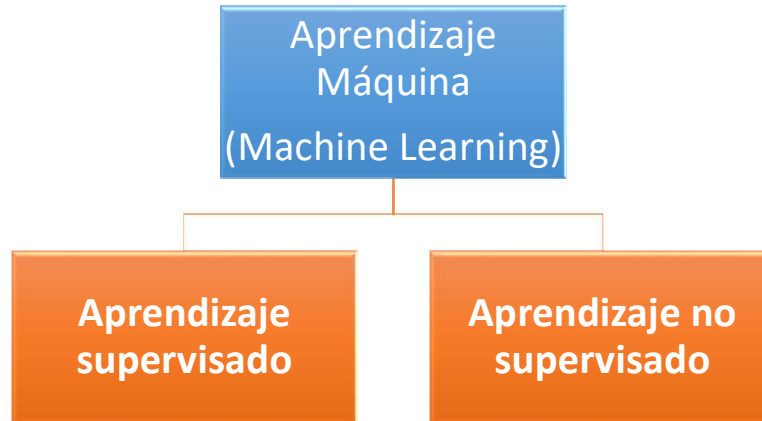 Aprendizaje
Máquina
(Machine Learning)
Aprendizaje
supervisado
Aprendizaje no
supervisado